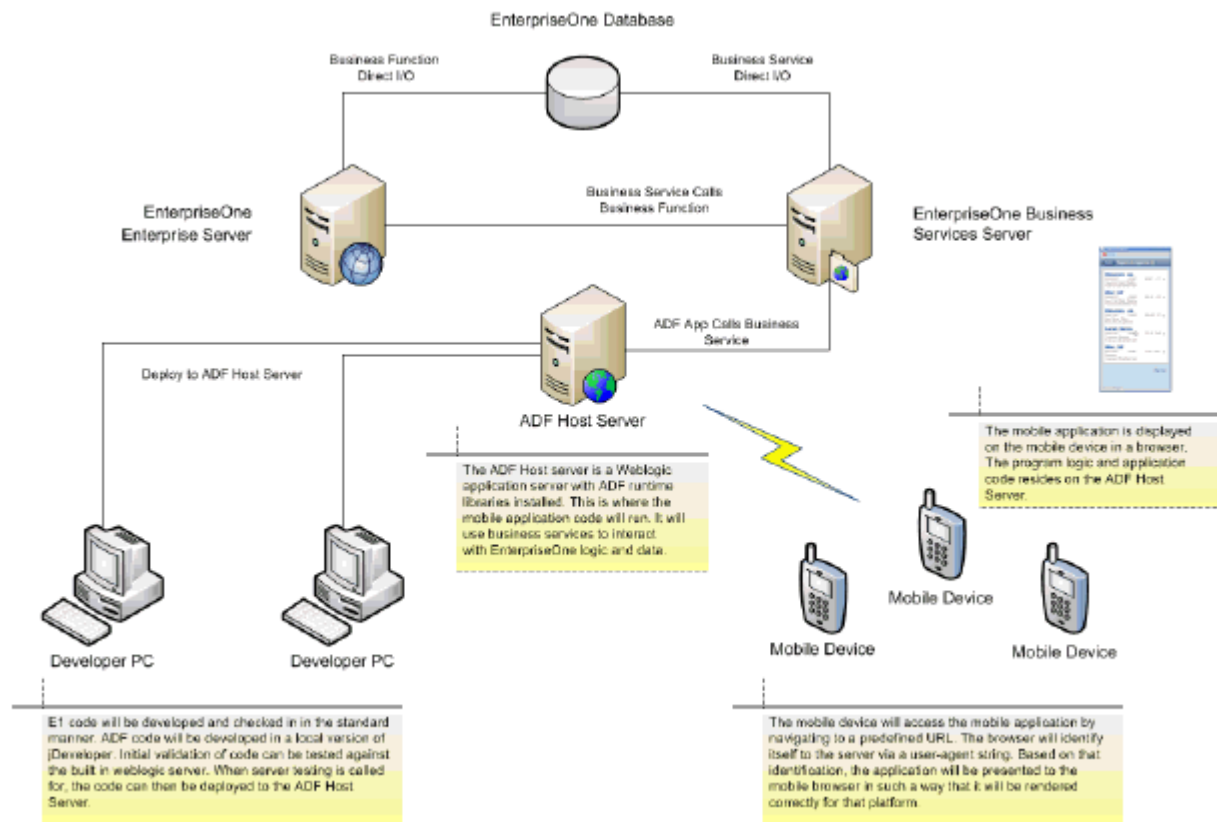 EnterpriseOne Database
Business Function
Direct I/O
Business Service
Direct I/O
EnterpriseOne
Enterprise Server
Business Service Calls
Business Function
EnterpriseOne Business
Services Server
ADF App Calls Business
Service
Deploy to ADF Host Server
ADF Host Server
The mobile application is displayed
on the mobile device in a browser.
The program logic and application
code resides on the ADF Host
Server.
The ADF Host server is a Weblogic
application server with ADF runtime
libraries installed. This is where the
mobile application code will run. It will
use business services to interact
with EnterpriseOne logic and data.
Mobile Device
Mobile Device
Mobile Device
Developer PC
Developer PC
E1 code will be developed and checked in in the standard
manner. ADF code will be developed in a local version of
jDeveloper. Initial validation of code can be tested against
the built in weblogic server. When server testing is called
for, the code can then be deployed to the ADF Host
Server.
The mobile device will access the mobile application by
navigating to a predefined URL. The browser will identify
itself to the server via a user-agent string. Based on that
identification, the application will be presented to the
mobile browser in such a way that it will be rendered
correctly for that platform.